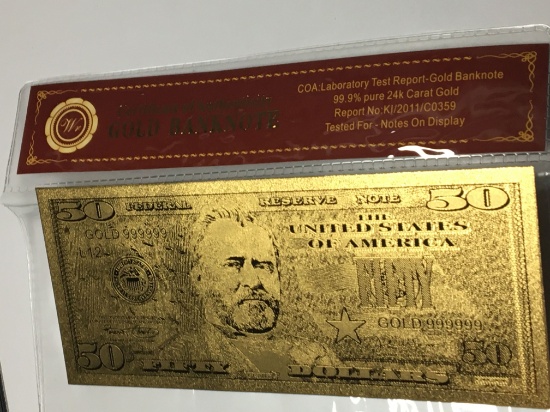 COA:Laboratory Test Report-Gold Banknote
99.9% pure 24k Carat Gold
Report No:KI/2011/C0359
Tested For - Notes On Display
GOLD BANKNOTE
50 FEDERAL RESERVE NOTE 50
THE
UNITED STATES
OF AMERICA
GOLD 999999
L12
FIFTY
GOLD 999999
50 FIFTY DOLLARS 50